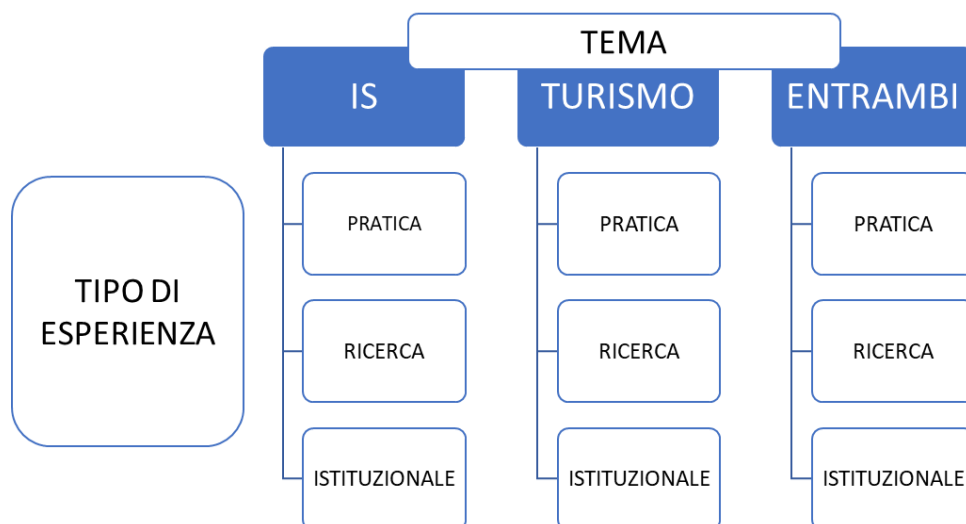 TEMA
IS
TURISMO
ENTRAMBI
TIPO DI
ESPERIENZA
PRATICA
PRATICA
PRATICA
RICERCA
RICERCA
RICERCA
ISTITUZIONALE
ISTITUZIONALE
ISTITUZIONALE